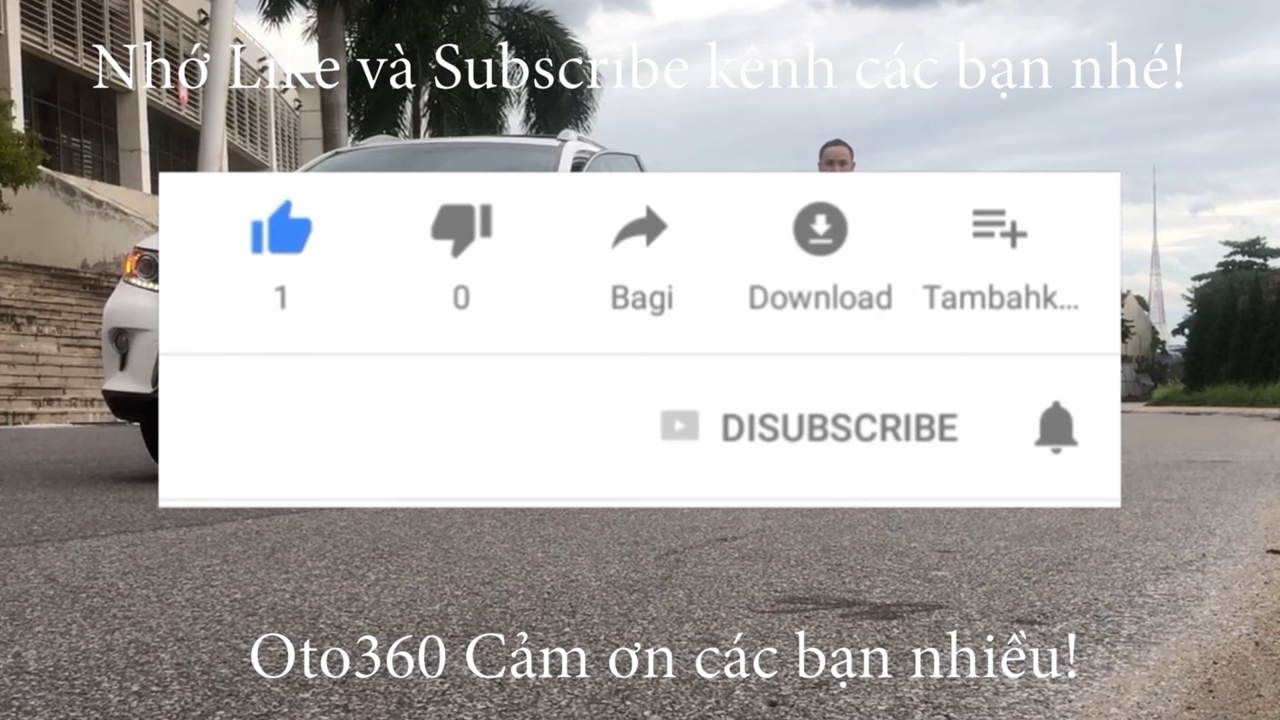 Nhớ Like và Subscribe kênh các bạn nhé!
1 0 Bagi Download Tambahk...
DISUBSCRIBE
Oto360 Cảm ơn các bạn nhiều!